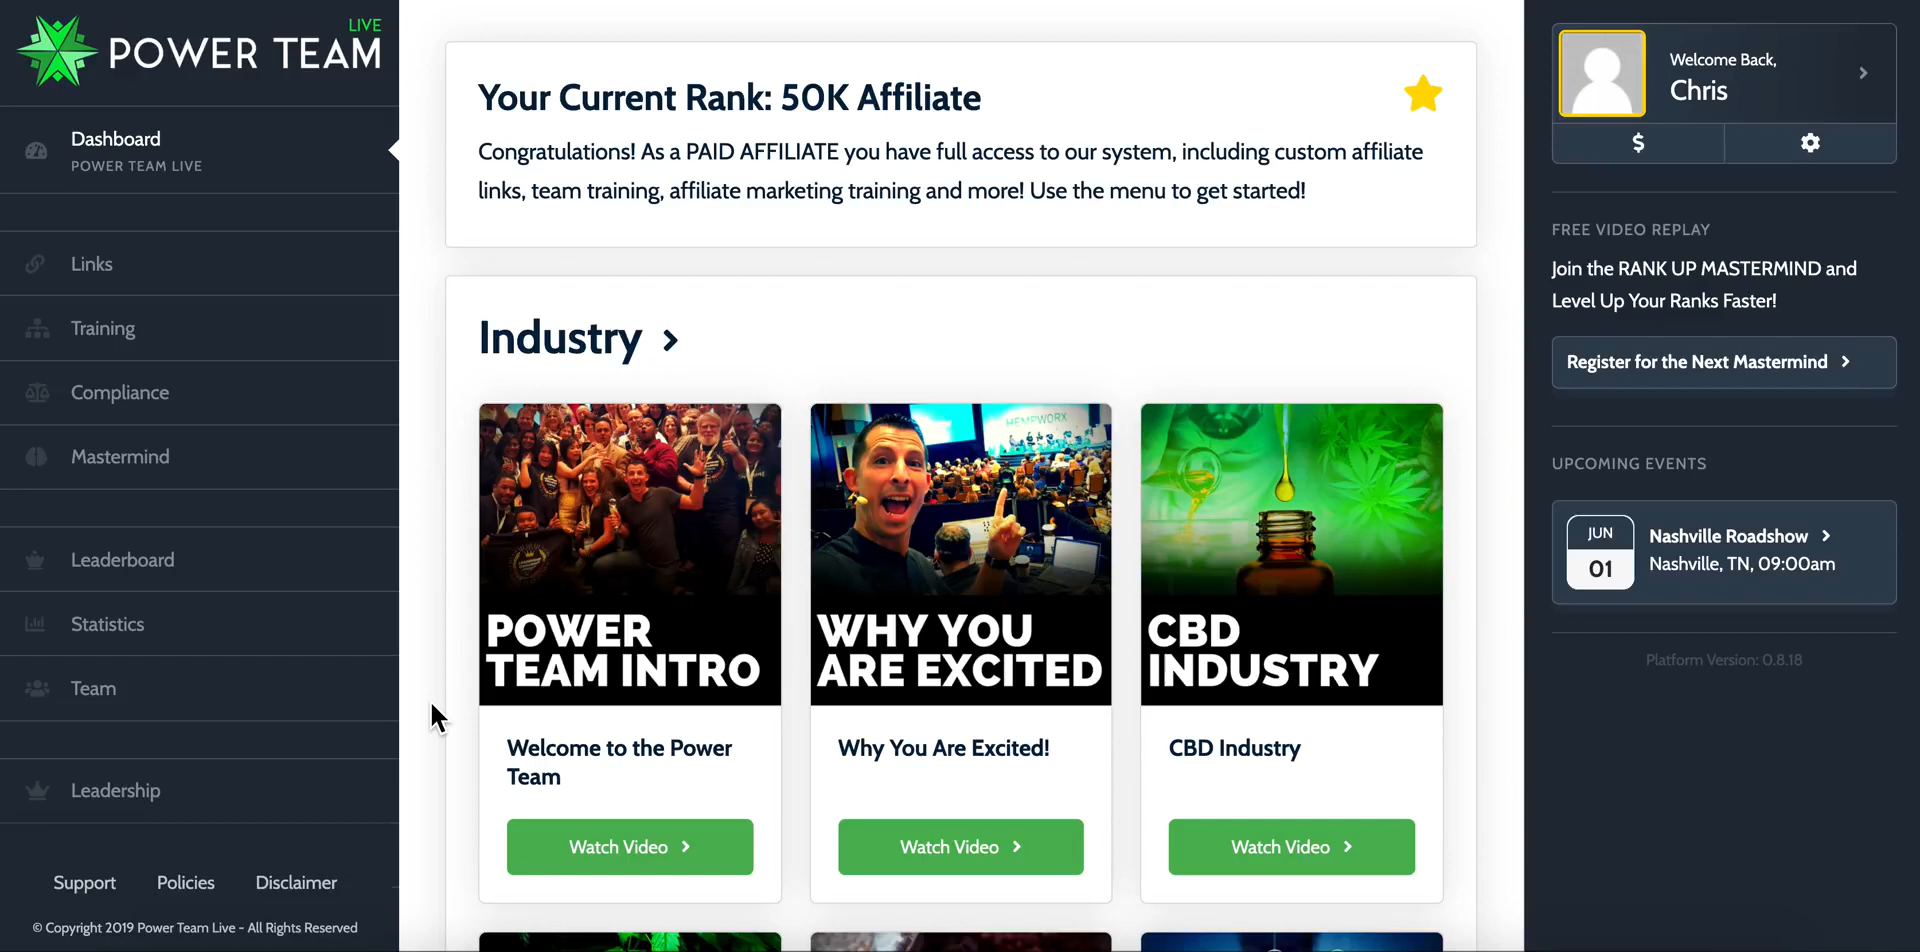 LIVE
POWER TEAM
Dashboard
POWER TEAM LIVE
Links
Training
Compliance
Mastermind
Leaderboard
Statistics
Team
Leadership
Support Policies Disclaimer
© Copyright 2019 Power Team Live - All Rights Reserved
Your Current Rank: 50K Affiliate
Congratulations! As a PAID AFFILIATE you have full access to our system, including custom affiliate
links, team training, affiliate marketing training and more! Use the menu to get started!
Industry
POWER
TEAM INTRO
Welcome to the Power
Team
Watch Video
HEMPWORX
WHY YOU
ARE EXCITED
Why You Are Excited!
Watch Video
CBD
INDUSTRY
CBD Industry
Watch Video
Welcome Back,
Chris
$
FREE VIDEO REPLAY
Join the RANK UP MASTERMIND and
Level Up Your Ranks Faster!
Register for the Next Mastermind
UPCOMING EVENTS
JUN
01
Nashville Roadshow
Nashville, TN, 09:00am
Platform Version: 0.8.18